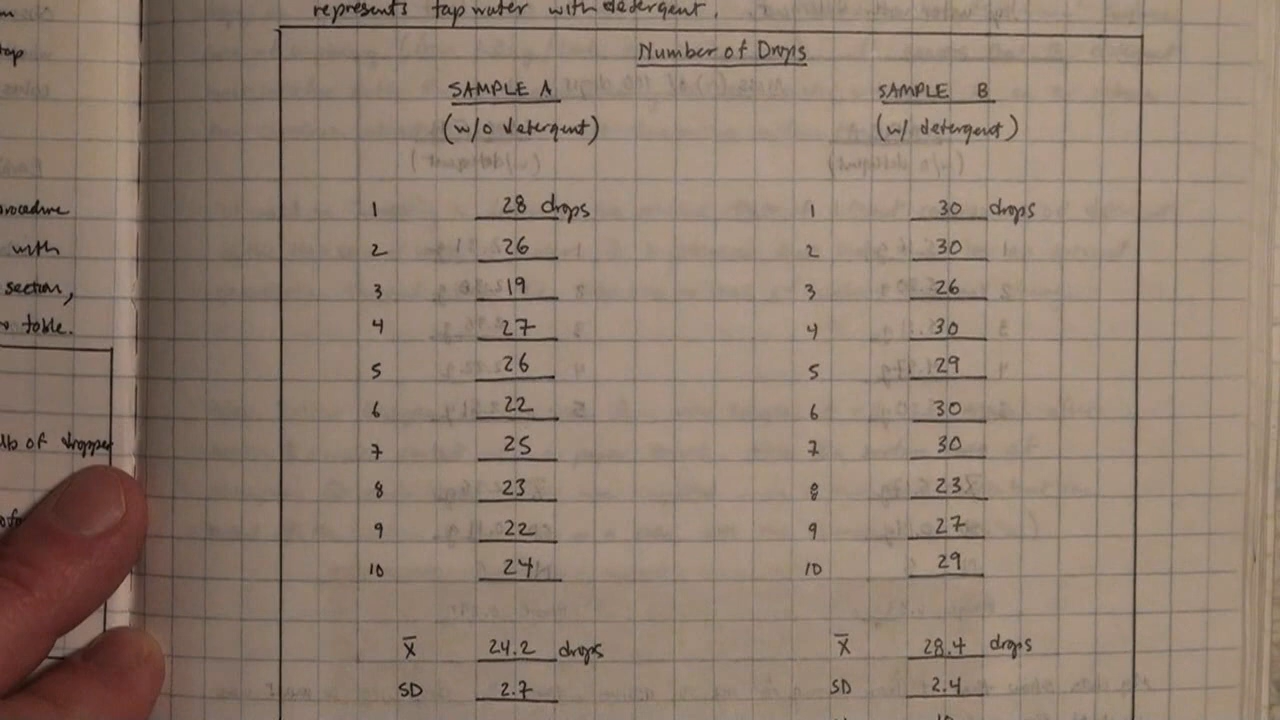 represents tap water with detergent.
Number of Drops
SAMPLE A SAMPLE B
(w/o detergent) (w/ detergent)
1 28 drops 1 30 drops
2 26 2 30
3 19 3 26
4 27 4 30
5 26 5 29
6 22 6 30
7 25 7 30
8 23 8 23
9 22 9 27
10 24 10 29
x̄ 24.2 drops x̄ 28.4 drops
SD 2.7 SD 2.4
procedure
with
section,
table.
of dropper